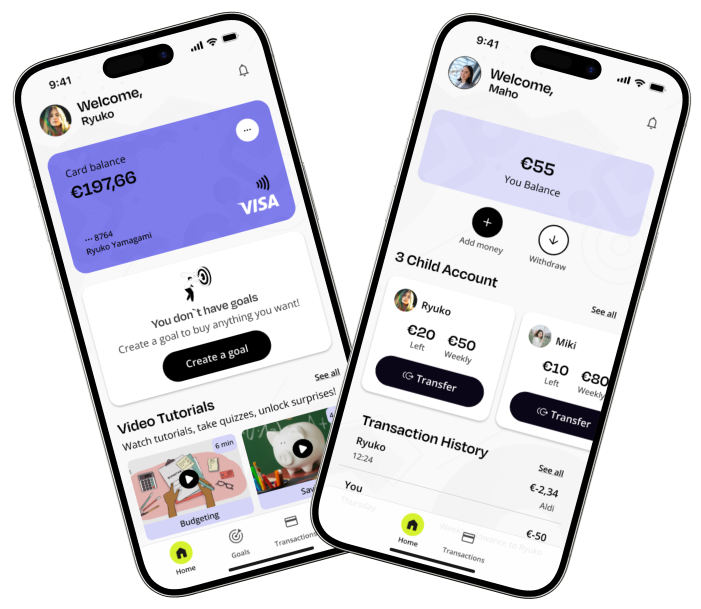 9:41
Welcome,
Ryuko
Card balance
€197,66
VISA
8764
Ryuko Yamagami
You don`t have goals
Create a goal to buy anything you want!
Create a goal
Video Tutorials
See all
Watch tutorials, take quizzes, unlock surprises!
6 min
4
Budgeting
Sav
Home
Goals
Transactions
9:41
Welcome,
Maho
€55
You Balance
Add money
Withdraw
3 Child Account
See all
Ryuko
€20 €50
Left Weekly
Transfer
Miki
€10 €80
Left Weekly
Transfer
Transaction History
See all
Ryuko
€-2,34
12:24
Aldi
You
€-50
Thursday
to Ryuko
Home
Transactions